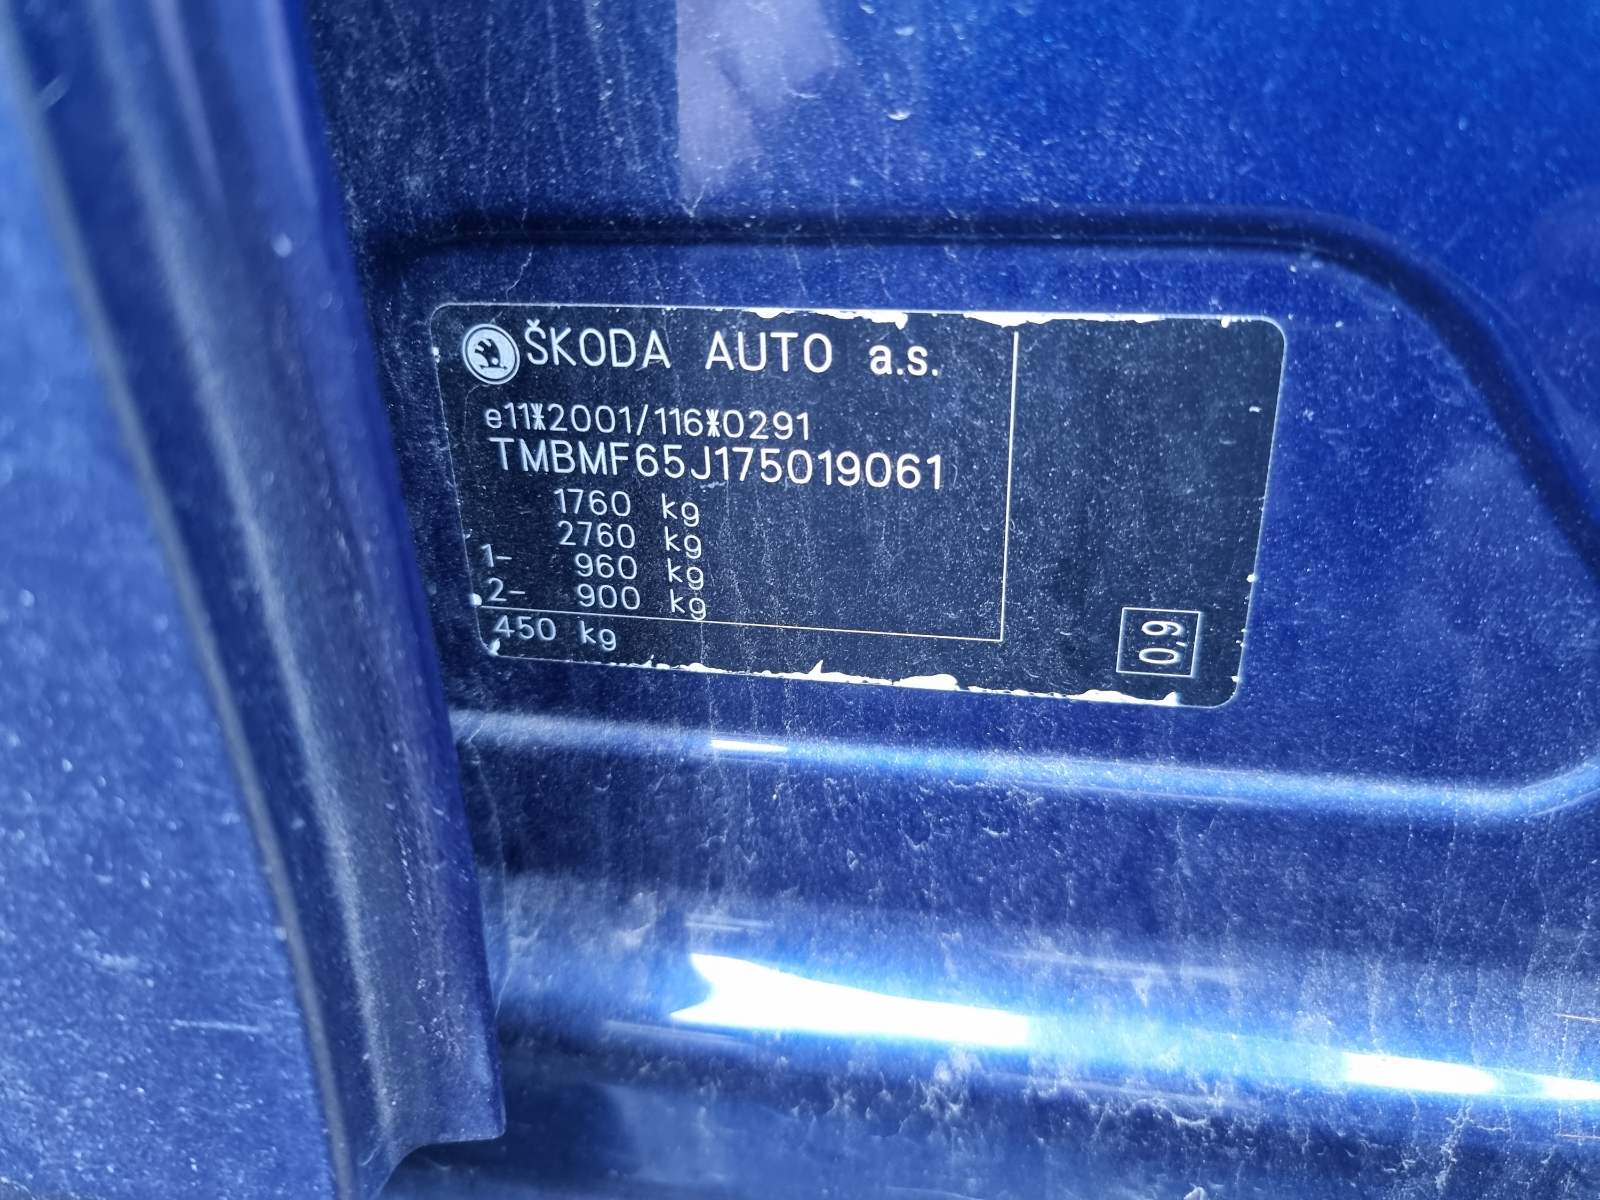 ŠKODA AUTO a.s.
e11*2001/116*0291
TMBMF65J175019061
1760 kg
2760 kg
1- 960 kg
2- 900 kg
450 kg
0,9